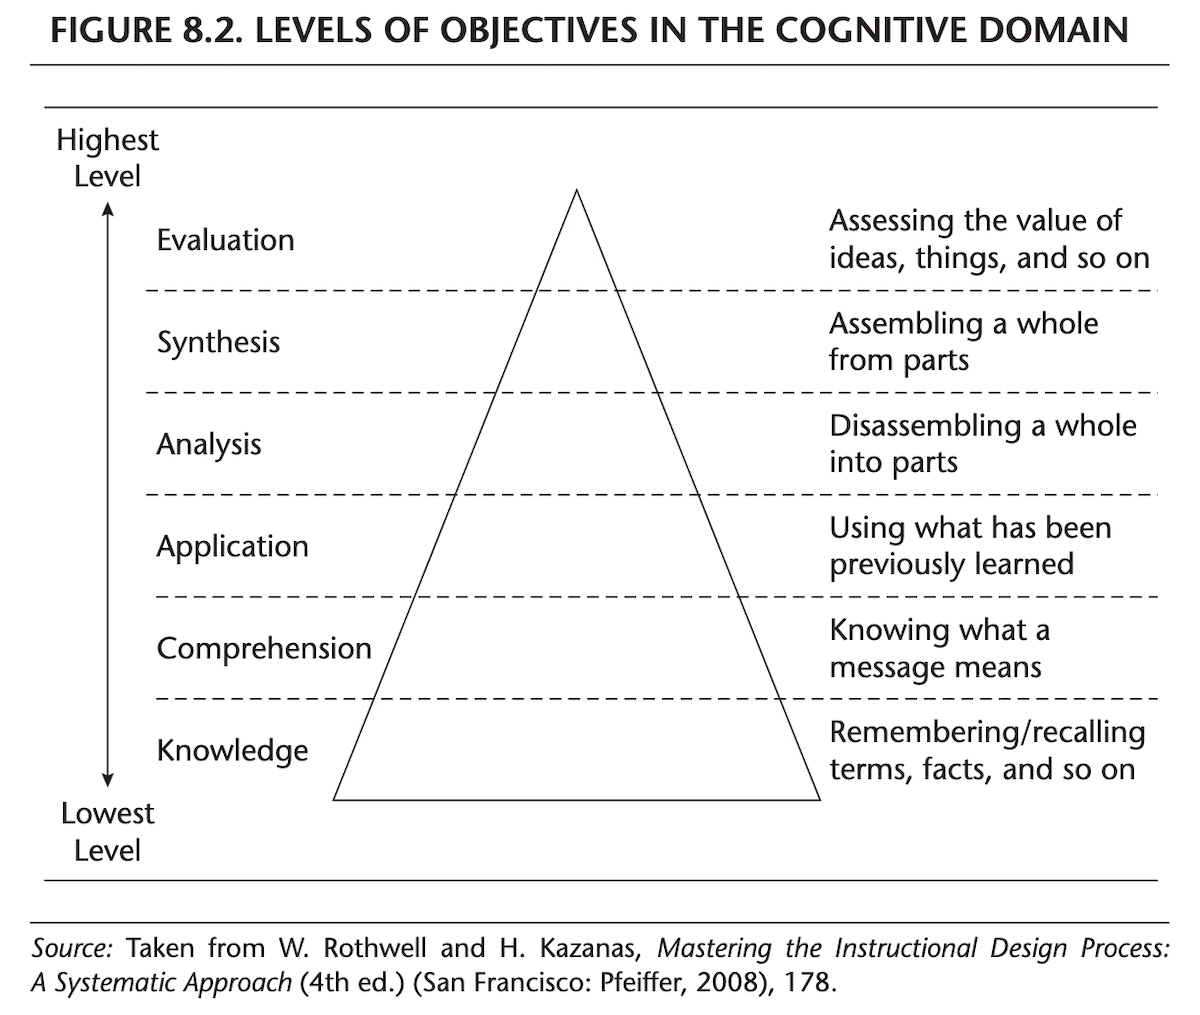 FIGURE 8.2. LEVELS OF OBJECTIVES IN THE COGNITIVE DOMAIN
Highest
Level
Evaluation
Assessing the value of
ideas, things, and so on
Synthesis
Assembling a whole
from parts
Analysis
Disassembling a whole
into parts
Application
Using what has been
previously learned
Comprehension
Knowing what a
message means
Knowledge
Remembering/recalling
terms, facts, and so on
Lowest
Level
Source: Taken from W. Rothwell and H. Kazanas, Mastering the Instructional Design Process:
A Systematic Approach (4th ed.) (San Francisco: Pfeiffer, 2008), 178.